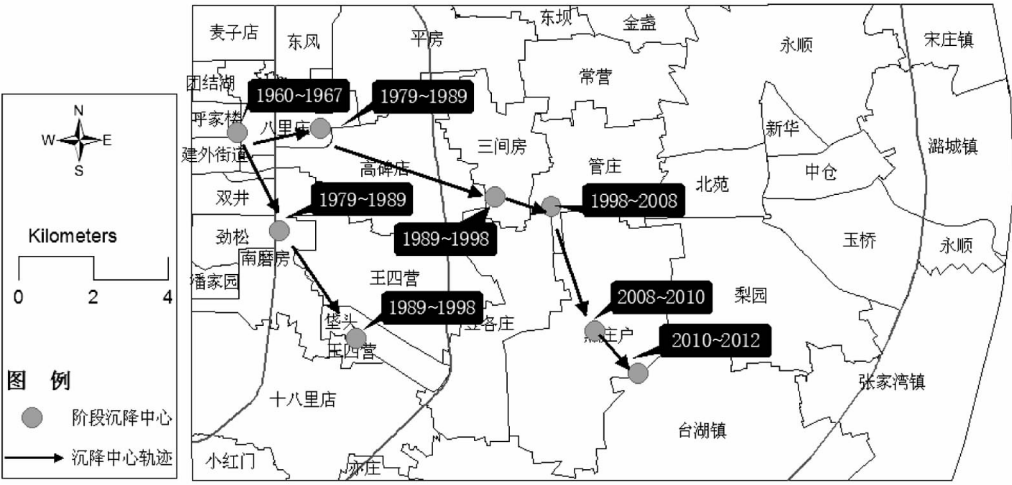 麦子店
东风
平房
东坝
金盏
永顺
宋庄镇
团结湖
常营
1960~1967
1979~1989
呼家楼
八里庄
三间房
新华
潞城镇
N
W
E
S
建外街道
高碑店
管庄
北苑
中仓
双井
1979~1989
1998~2008
劲松
1989~1998
玉桥
永顺
Kilometers
南磨房
潘家园
王四营
0
2
4
1989~1998
2008~2010
梨园
垡头
豆各庄
2010~2012
王四营
黑庄户
图 例
十八里店
张家湾镇
阶段沉降中心
台湖镇
沉降中心轨迹
小红门
亦庄